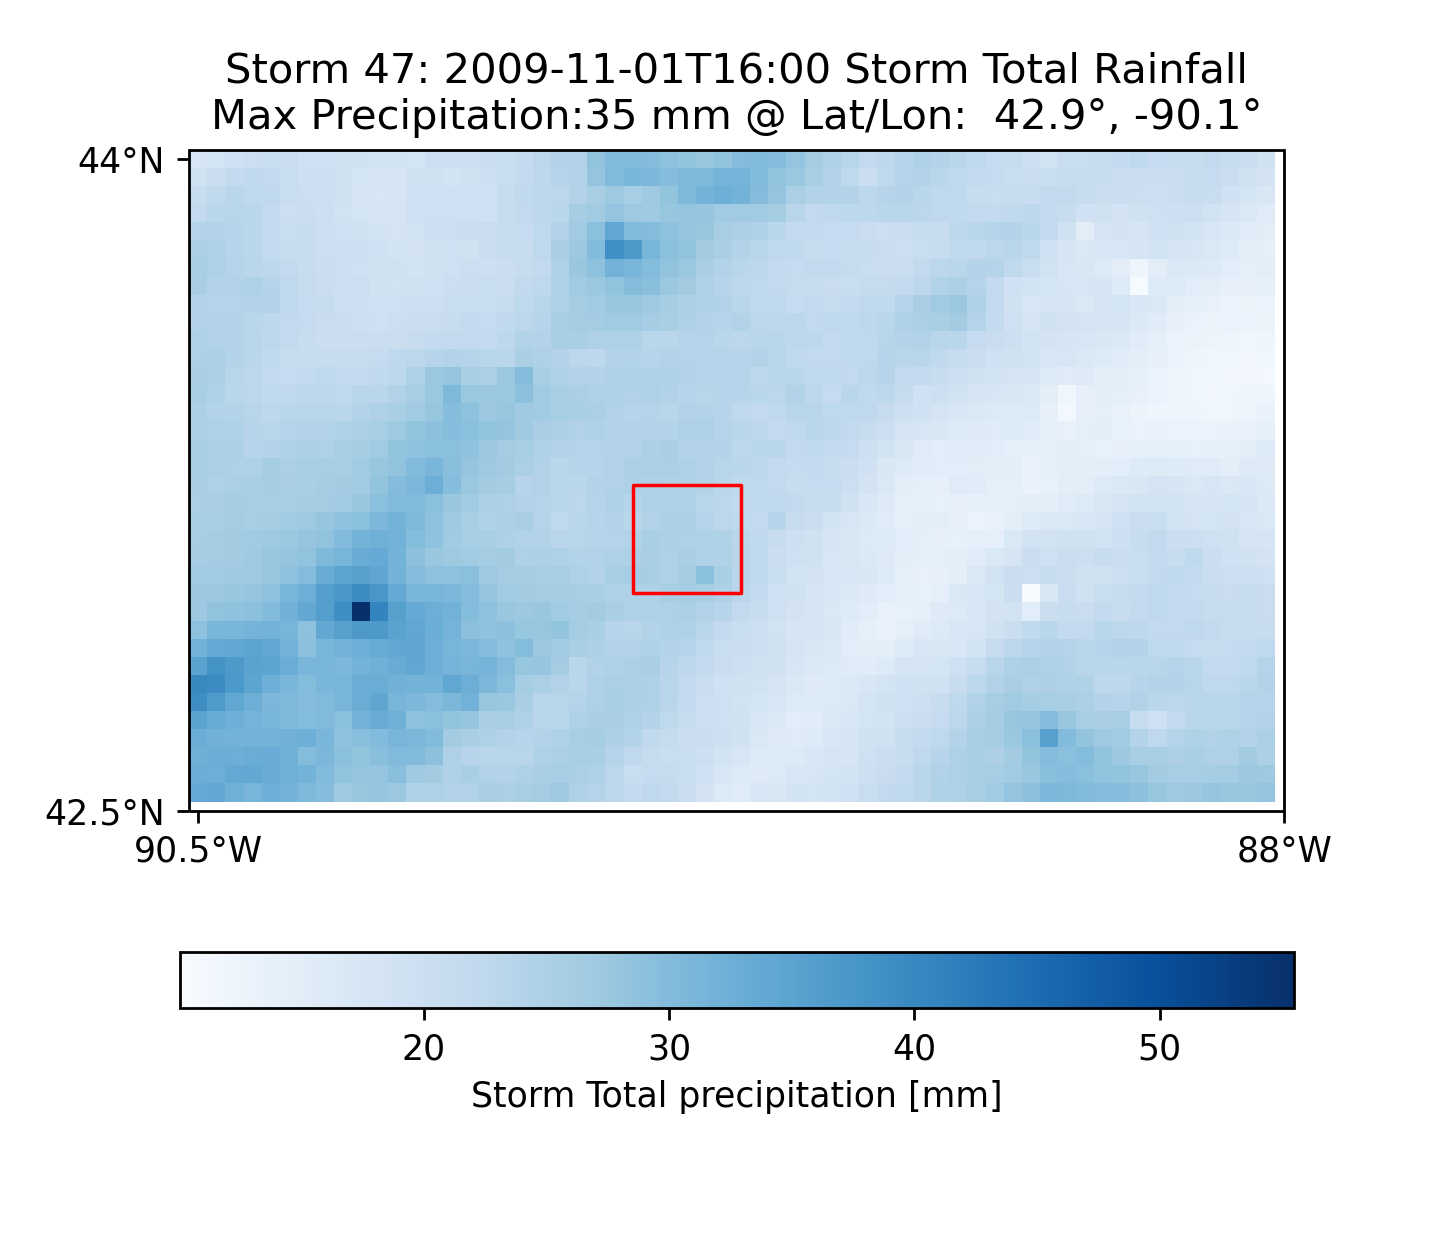 Storm 47: 2009-11-01T16:00 Storm Total Rainfall
Max Precipitation:35 mm @ Lat/Lon:  42.9°, -90.1°
44°N
42.5°N
90.5°W
88°W
20
30
40
50
Storm Total precipitation [mm]